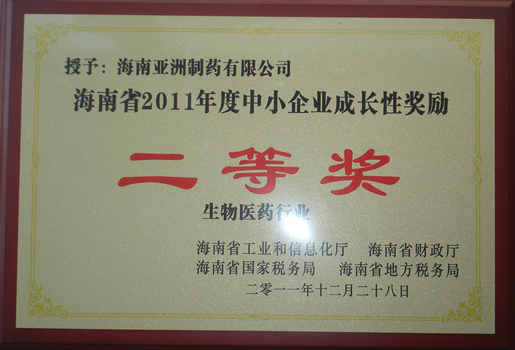 授予：海南亚洲制药有限公司
海南省2011年度中小企业成长性奖励
二等奖
生物医药行业
海南省工业和信息化厅 海南省财政厅
海南省国家税务局 海南省地方税务局
二零一一年十二月二十八日